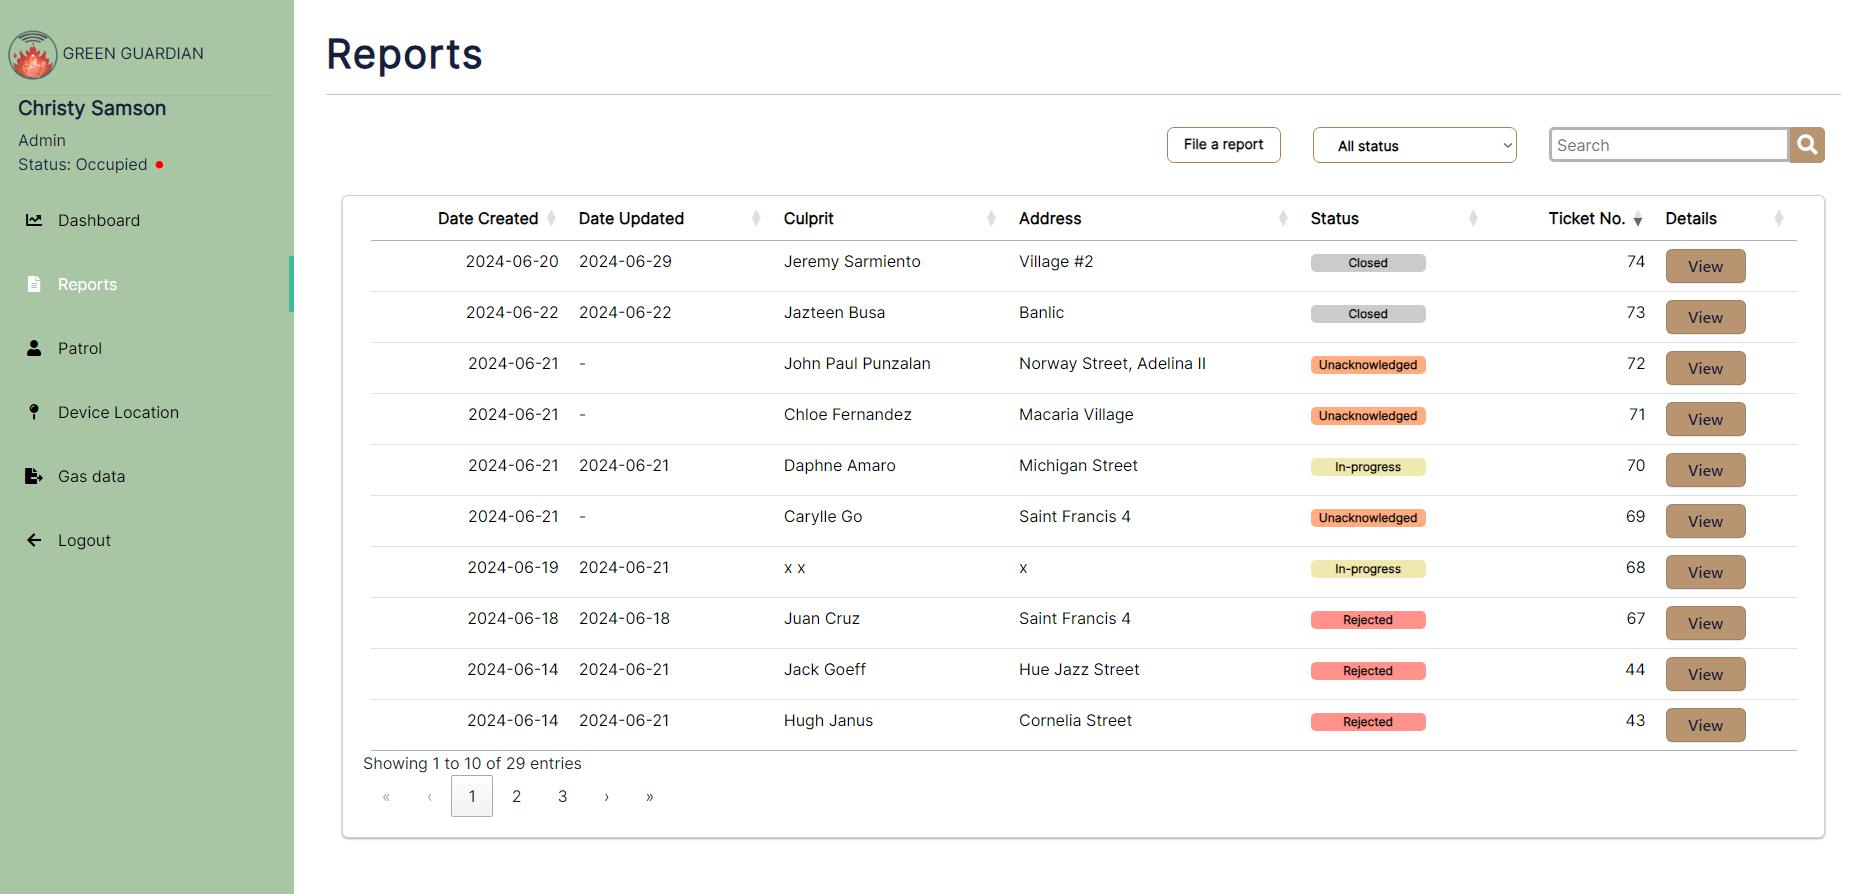 GREEN GUARDIAN
Christy Samson
Admin
Status: Occupied
Dashboard
Reports
Patrol
Device Location
Gas data
Logout
Reports
File a report All status Search
Date Created Date Updated Culprit Address Status Ticket No. Details
2024-06-20 2024-06-29 Jeremy Sarmiento Village #2 Closed 74 View
2024-06-22 2024-06-22 Jazteen Busa Banlic Closed 73 View
2024-06-21 - John Paul Punzalan Norway Street, Adelina II Unacknowledged 72 View
2024-06-21 - Chloe Fernandez Macaria Village Unacknowledged 71 View
2024-06-21 2024-06-21 Daphne Amaro Michigan Street In-progress 70 View
2024-06-21 - Carylle Go Saint Francis 4 Unacknowledged 69 View
2024-06-19 2024-06-21 x x x In-progress 68 View
2024-06-18 2024-06-18 Juan Cruz Saint Francis 4 Rejected 67 View
2024-06-14 2024-06-21 Jack Goeff Hue Jazz Street Rejected 44 View
2024-06-14 2024-06-21 Hugh Janus Cornelia Street Rejected 43 View
Showing 1 to 10 of 29 entries
« ‹ 1 2 3 › »